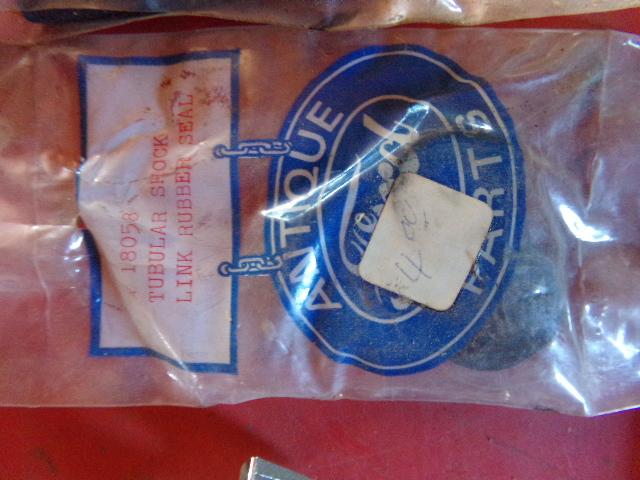 ANTIQUE
PARTS
18058
TUBULAR SHOCK
LINK RUBBER SEAL